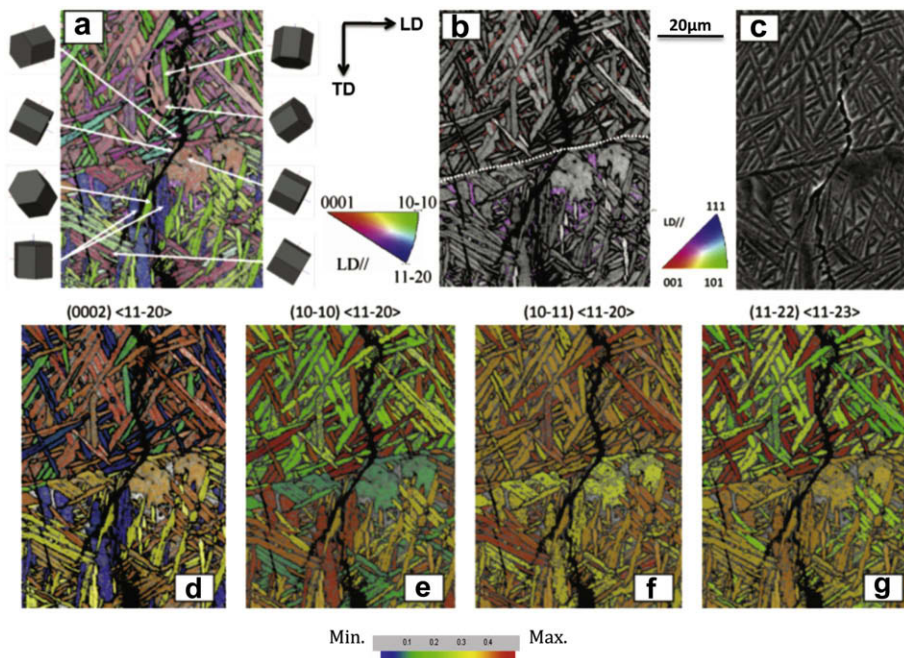 a
LD
TD
b
20µm
c
0001 10-10
LD//
11-20
111
LD//
001 101
(0002) <11-20>
(10-10) <11-20>
(10-11) <11-20>
(11-22) <11-23>
d
e
f
g
Min. 0.1 0.2 0.3 0.4 Max.